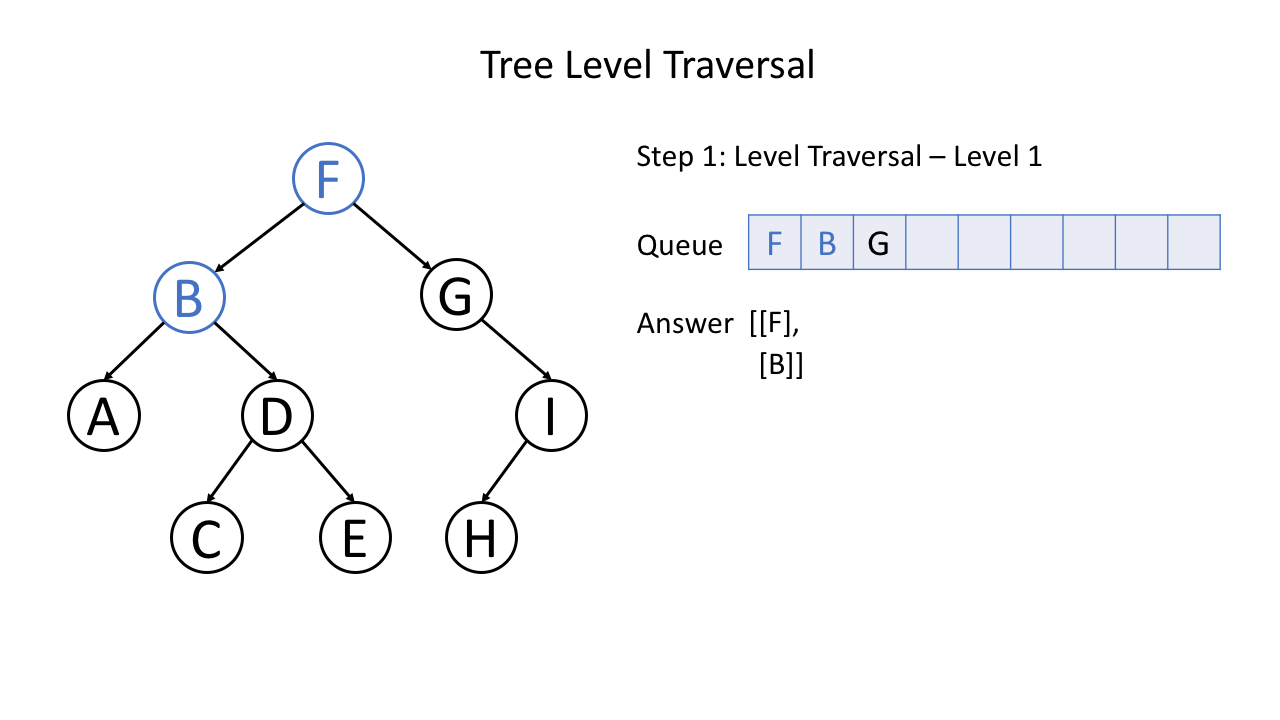 Tree Level Traversal
F
B G
A D I
C E H
Step 1: Level Traversal – Level 1
Queue F B G
Answer [[F],
[B]]